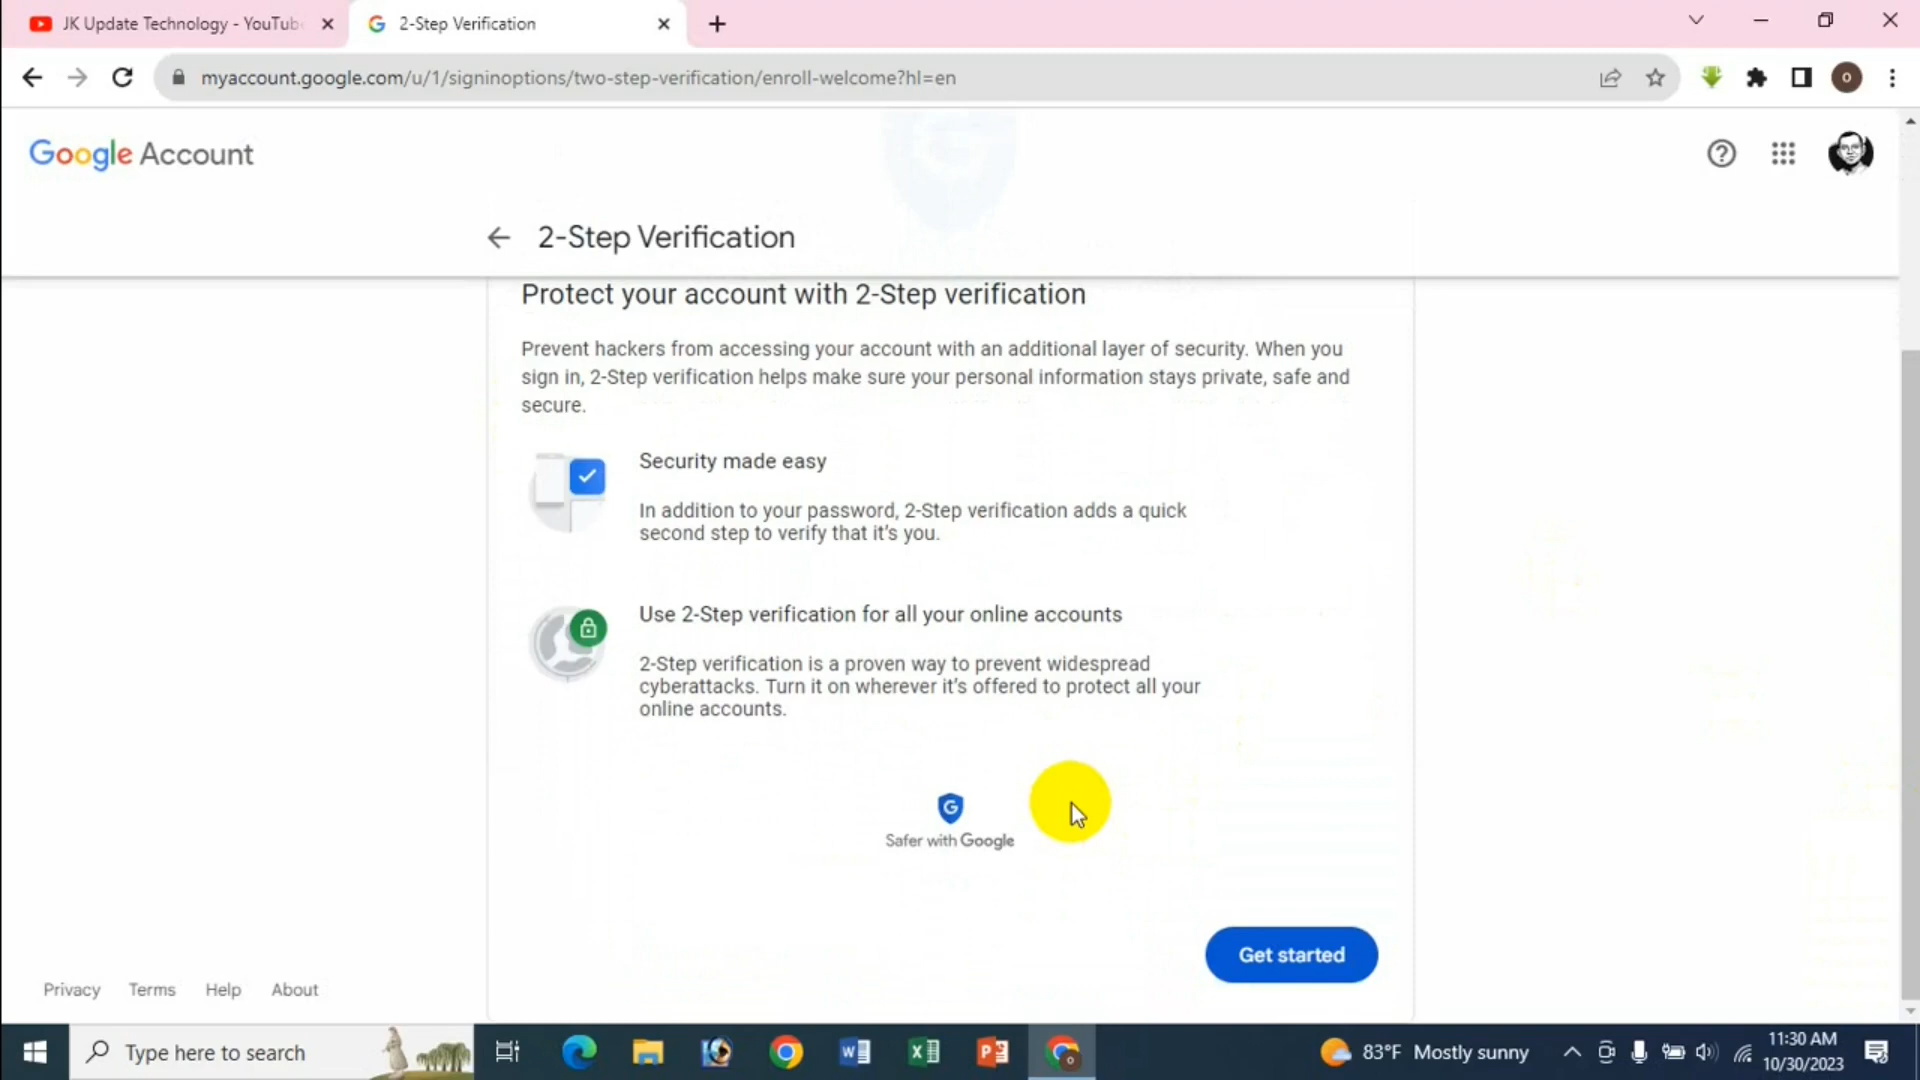 JK Update Technology - YouTub
2-Step Verification
myaccount.google.com/u/1/signinoptions/two-step-verification/enroll-welcome?hl=en
O
Google Account
2-Step Verification
Protect your account with 2-Step verification
Prevent hackers from accessing your account with an additional layer of security. When you
sign in, 2-Step verification helps make sure your personal information stays private, safe and
secure.
Security made easy
In addition to your password, 2-Step verification adds a quick
second step to verify that it's you.
Use 2-Step verification for all your online accounts
2-Step verification is a proven way to prevent widespread
cyberattacks. Turn it on wherever it's offered to protect all your
online accounts.
G
Safer with Google
Get started
Privacy Terms Help About
Type here to search
83°F Mostly sunny
11:30 AM
10/30/2023